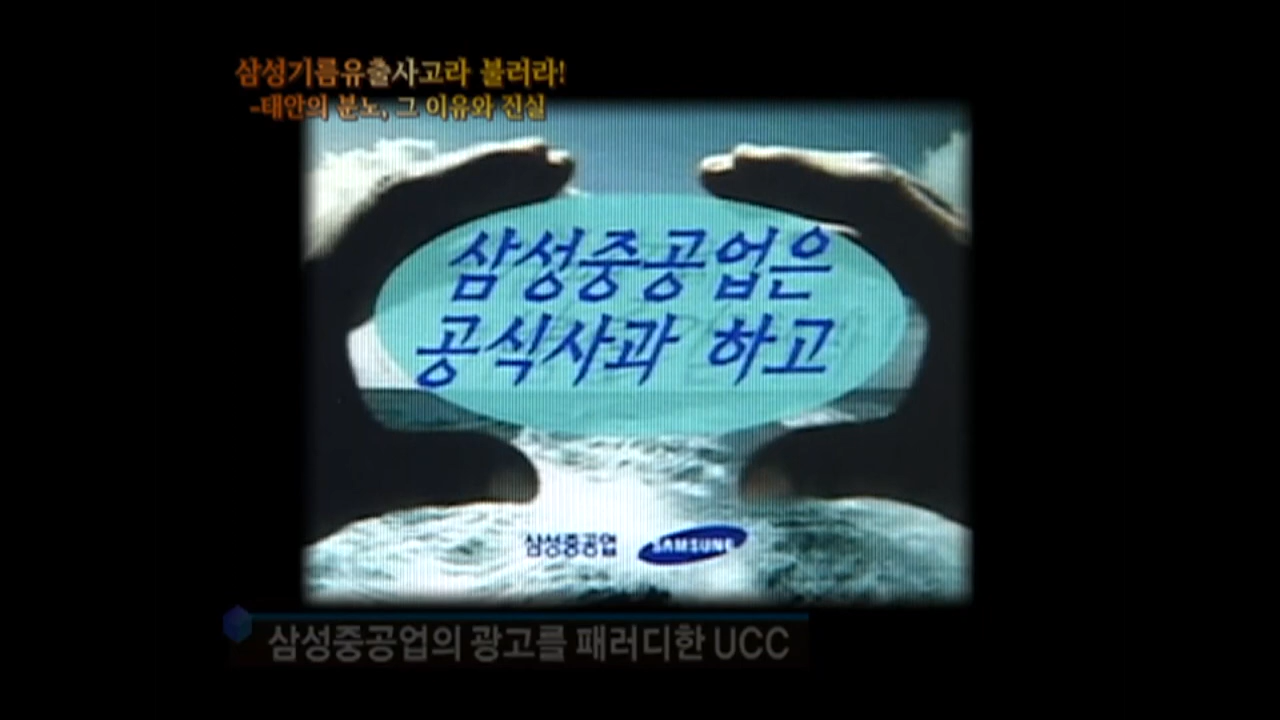 삼성기름유출사고라 불러라!
-태안의 분노, 그 이유와 진실
삼성중공업은
공식사과 하고
삼성중공업 SAMSUNG
삼성중공업의 광고를 패러디한 UCC